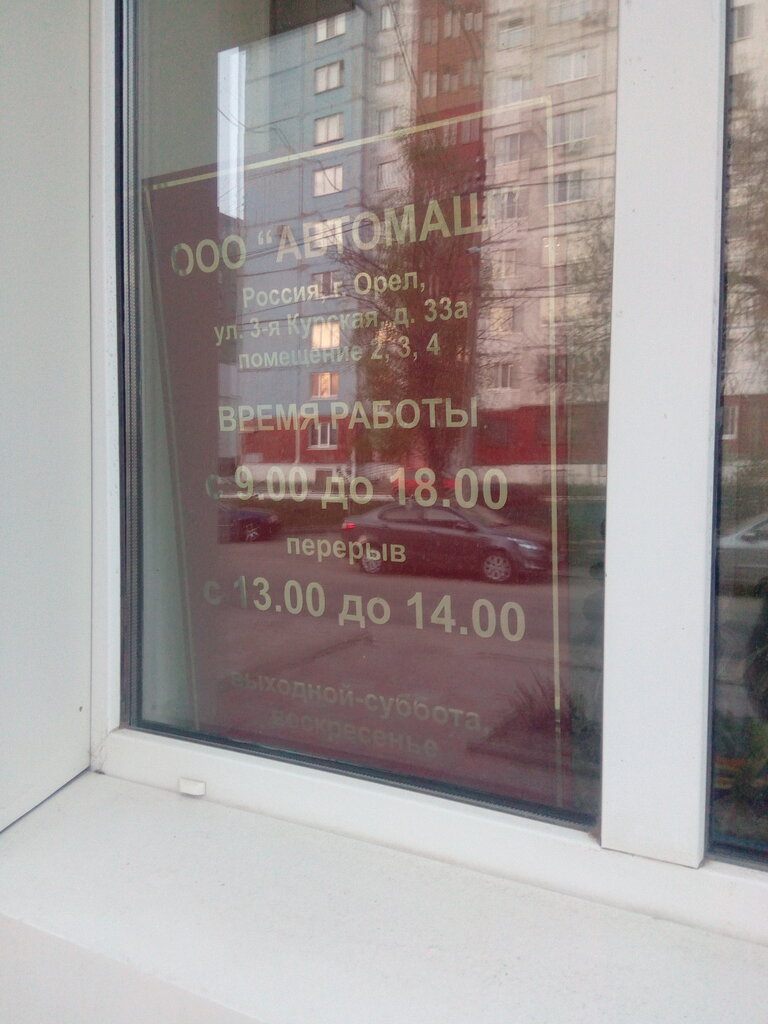 ООО "АВТОМАШ
Россия, г. Орел,
ул. 3-я Курская, д. 33а
помещение 2, 3, 4
ВРЕМЯ РАБОТЫ
с 9.00 до 18.00
перерыв
с 13.00 до 14.00
выходной-суббота,
воскресенье